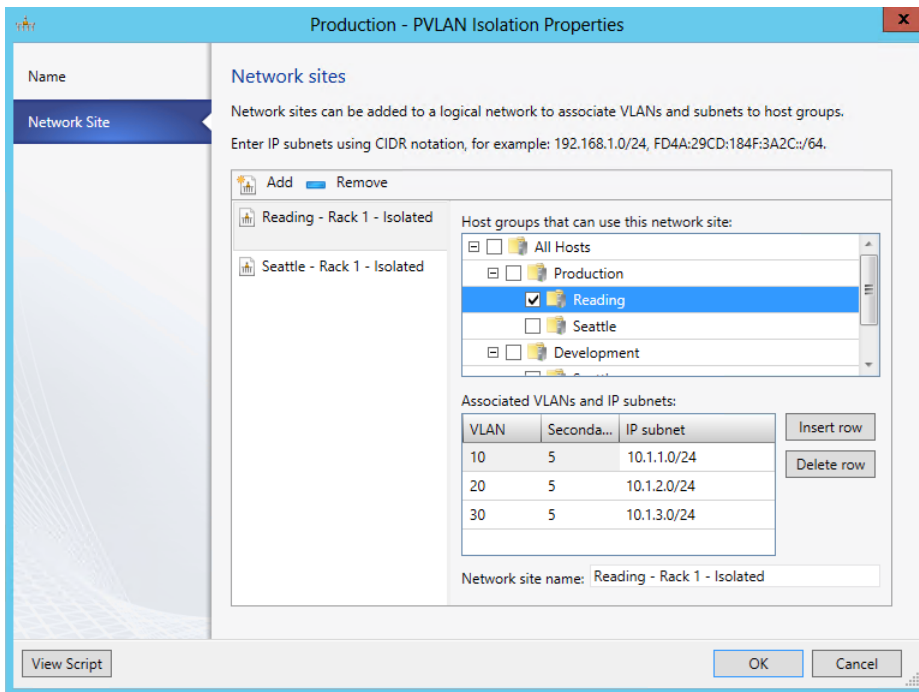 Production - PVLAN Isolation Properties
x
Name
Network Site
Network sites
Network sites can be added to a logical network to associate VLANs and subnets to host groups.
Enter IP subnets using CIDR notation, for example: 192.168.1.0/24, FD4A:29CD:184F:3A2C::/64.
Add Remove
Reading - Rack 1 - Isolated
Seattle - Rack 1 - Isolated
Host groups that can use this network site:
All Hosts
Production
Reading
Seattle
Development
Associated VLANs and IP subnets:
VLAN Seconda... IP subnet
10 5 10.1.1.0/24
20 5 10.1.2.0/24
30 5 10.1.3.0/24
Insert row
Delete row
Network site name: Reading - Rack 1 - Isolated
View Script OK Cancel